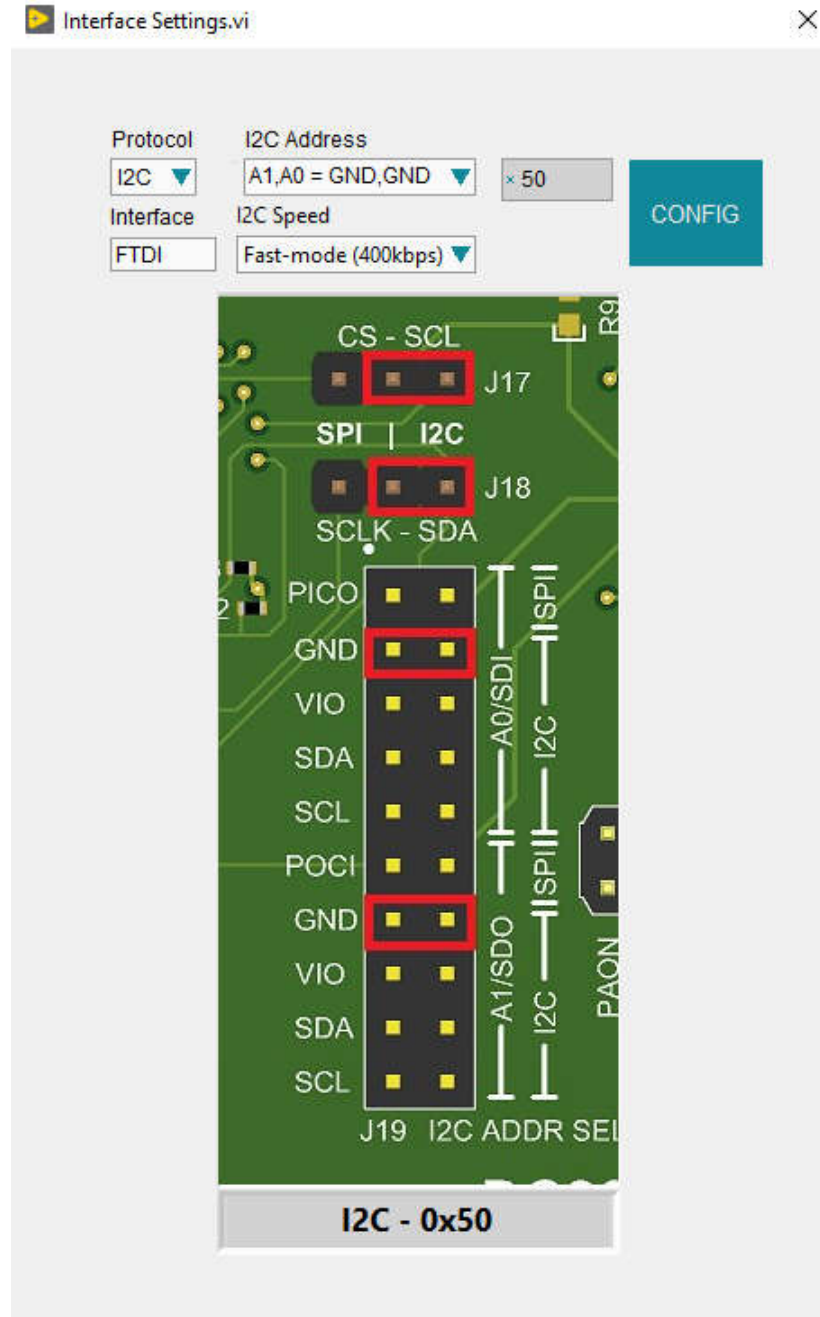 Interface Settings.vi
Protocol I2C Address
I2C A1,A0 = GND,GND × 50
CONFIG
Interface I2C Speed
FTDI Fast-mode (400kbps)
CS - SCL
R9
J17
SPI | I2C
J18
SCLK - SDA
2
PICO
GND
VIO
SDA
SCL
POCI
GND
VIO
SDA
SCL
A0/SDI
SPI
I2C
A1/SDO
SPI
I2C
PAON
J19 I2C ADDR SEL
I2C - 0x50